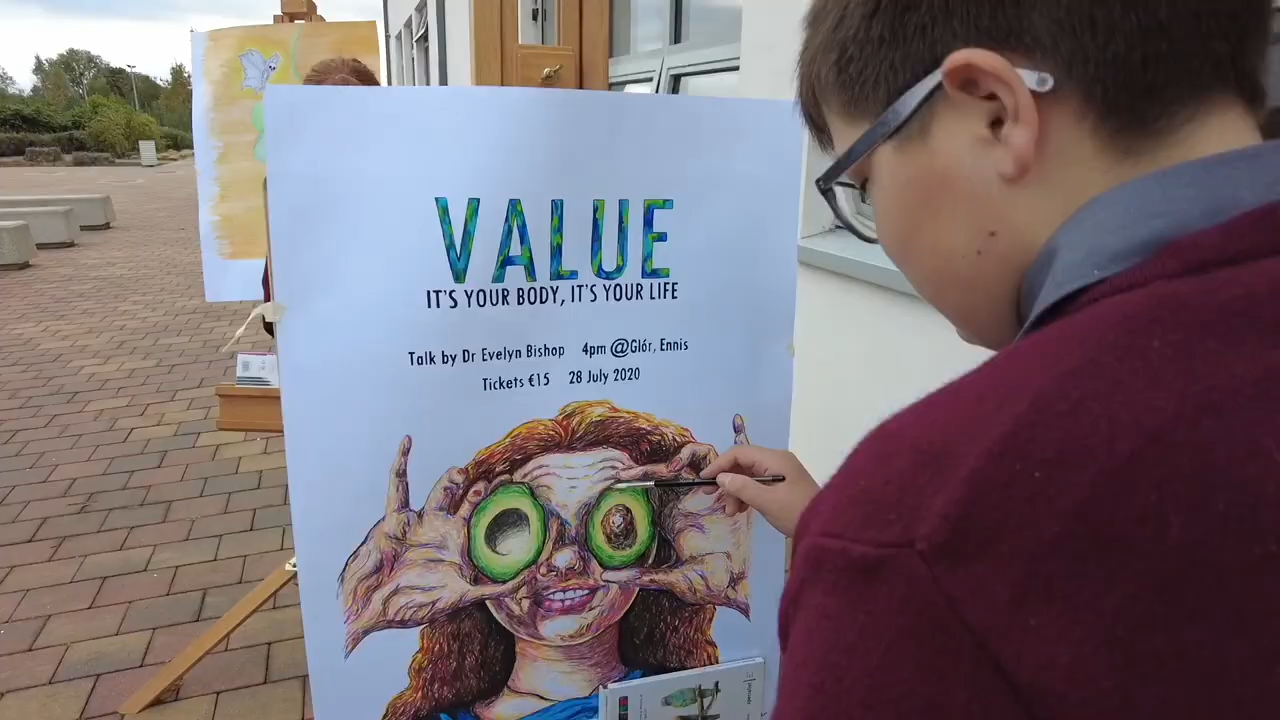 VALUE
IT'S YOUR BODY, IT'S YOUR LIFE
Talk by Dr Evelyn Bishop 4pm @Glór, Ennis
Tickets €15 28 July 2020